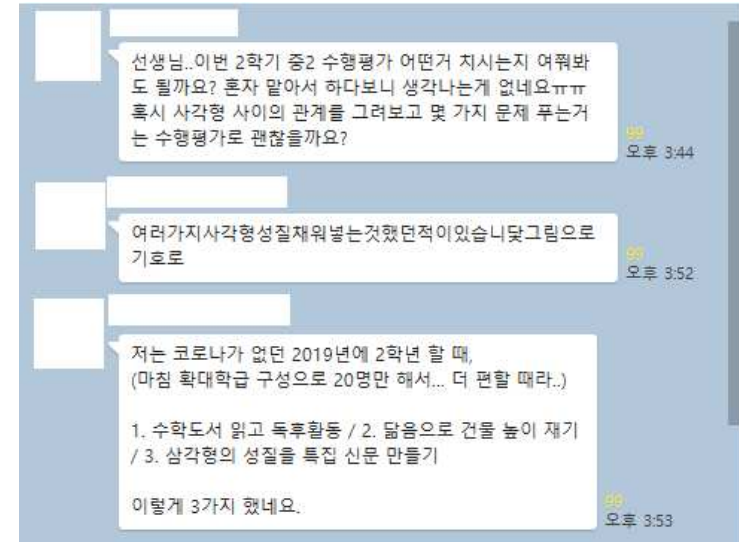 선생님..이번 2학기 중2 수행평가 어떤거 치시는지 여쭤봐
도 될까요? 혼자 맡아서 하다보니 생각나는게 없네요ㅠㅠ
혹시 사각형 사이의 관계를 그려보고 몇 가지 문제 푸는거
는 수행평가로 괜찮을까요?
99
오후 3:44
여러가지사각형성질채워넣는것했던적이있습니닻그림으로
기호로
99
오후 3:52
저는 코로나가 없던 2019년에 2학년 할 때,
(마침 확대학급 구성으로 20명만 해서... 더 편할 때라..)
1. 수학도서 읽고 독후활동 / 2. 닮음으로 건물 높이 재기
/ 3. 삼각형의 성질을 특집 신문 만들기
이렇게 3가지 했네요.
99
오후 3:53